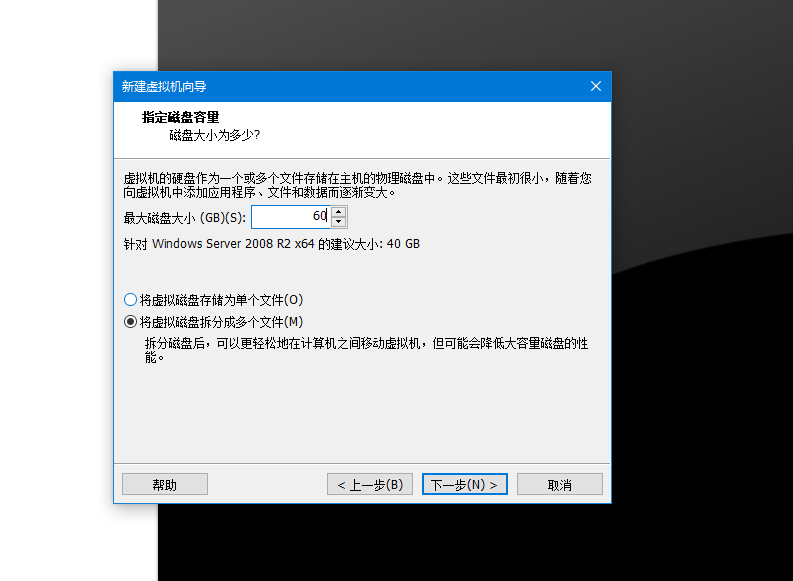 新建虚拟机向导
指定磁盘容量
磁盘大小为多少?
虚拟机的硬盘作为一个或多个文件存储在主机的物理磁盘中。这些文件最初很小，随着您
向虚拟机中添加应用程序、文件和数据而逐渐变大。
最大磁盘大小 (GB)(S): 60
针对 Windows Server 2008 R2 x64 的建议大小: 40 GB
将虚拟磁盘存储为单个文件(O)
将虚拟磁盘拆分成多个文件(M)
拆分磁盘后，可以更轻松地在计算机之间移动虚拟机，但可能会降低大容量磁盘的性
能。
帮助 < 上一步(B) 下一步(N) > 取消